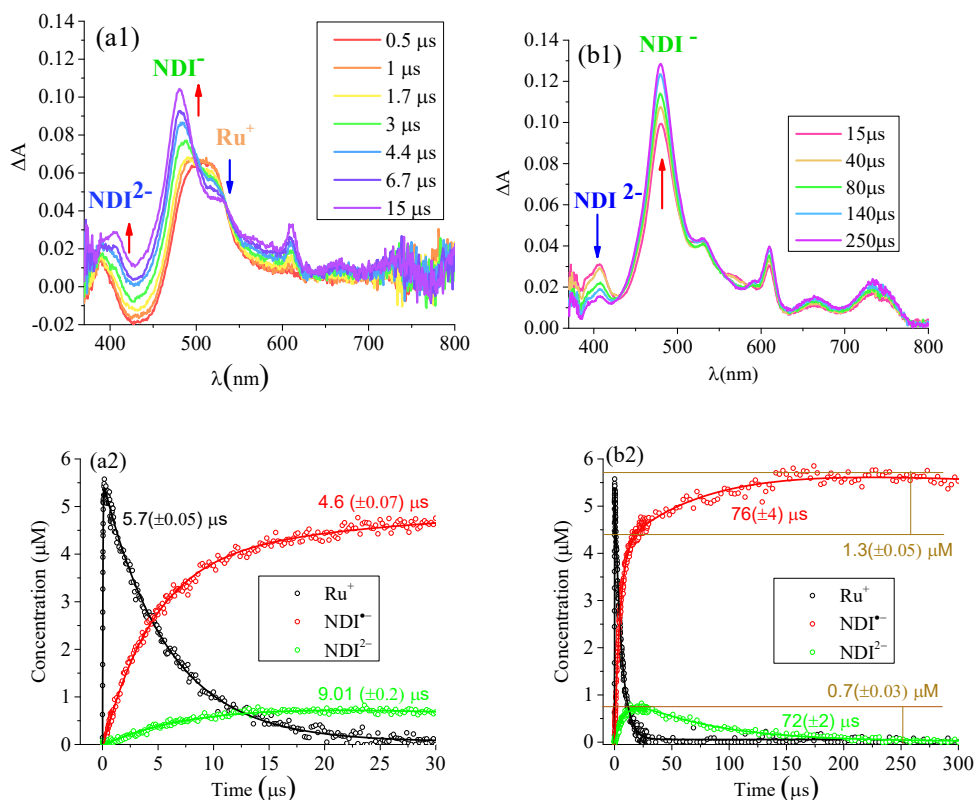 (a1)
0.14
0.12
0.10
0.08
0.06
0.04
0.02
0.00
-0.02
ΔA
NDI²⁻
NDI⁻
Ru⁺
0.5 μs
1 μs
1.7 μs
3 μs
4.4 μs
6.7 μs
15 μs
400 500 600 700 800
λ(nm)
(b1)
0.14
0.12
0.10
0.08
0.06
0.04
0.02
0.00
ΔA
NDI ⁻
NDI ²⁻
15μs
40μs
80μs
140μs
250μs
400 500 600 700 800
λ(nm)
(a2)
6
5
4
3
2
1
0
Concentration (μM)
5.7(±0.05) μs
4.6 (±0.07) μs
Ru⁺
NDI•⁻
NDI²⁻
9.01 (±0.2) μs
0 5 10 15 20 25 30
Time (μs)
(b2)
6
5
4
3
2
1
0
Concentration (μM)
76(±4) μs
1.3(±0.05) μM
Ru⁺
NDI•⁻
NDI²⁻
0.7(±0.03) μM
72(±2) μs
0 50 100 150 200 250 300
Time (μs)